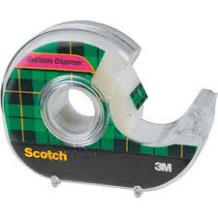 Refillable Dispenser
Scotch
3M